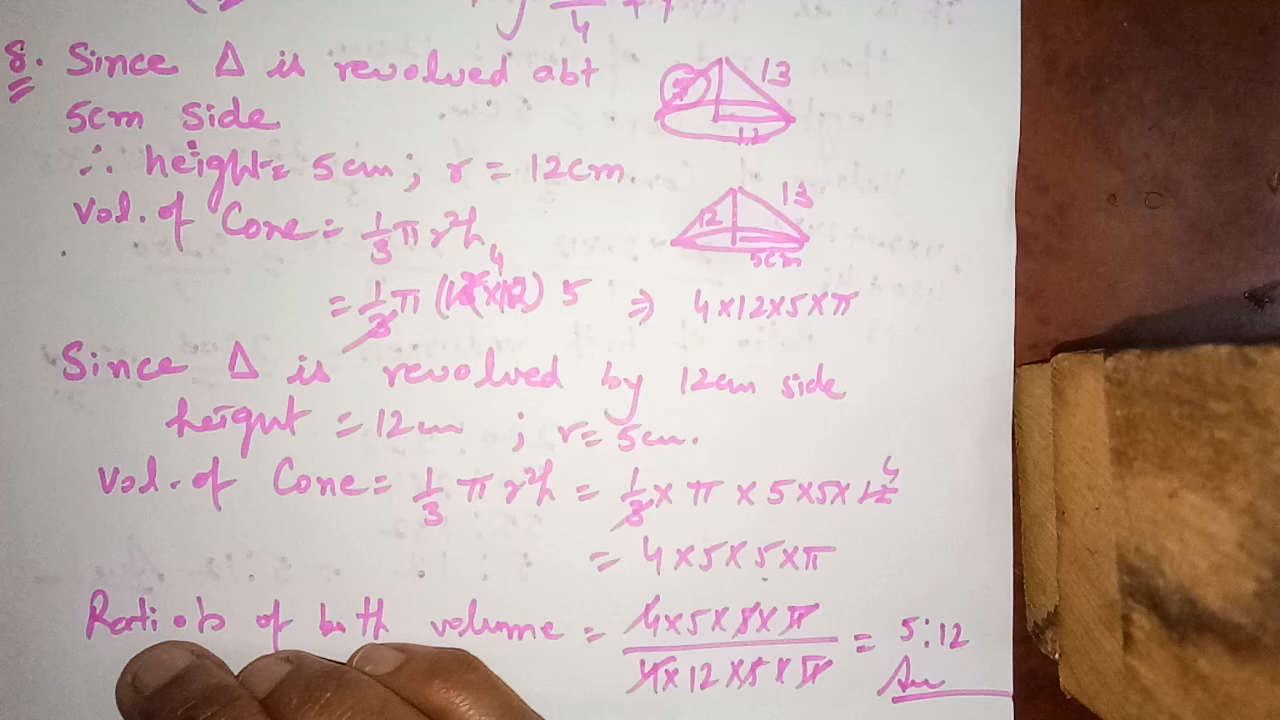 8. Since Δ is revolved abt
5cm side
∴ height = 5cm; r = 12cm.
13
12
Vol. of Cone = 1/3 π r²h
12
13
5cm
= 1/3 π (12×12) 5 ⇒ 4×12×5×π
4
Since Δ is revolved by 12cm side
height = 12cm ; r = 5cm.
Vol. of Cone = 1/3 π r²h = 1/3 × π × 5×5×12
4
= 4×5×5×π
Ratio of both volume = 4×5×5×π / 4×12×5×π = 5:12
Ans